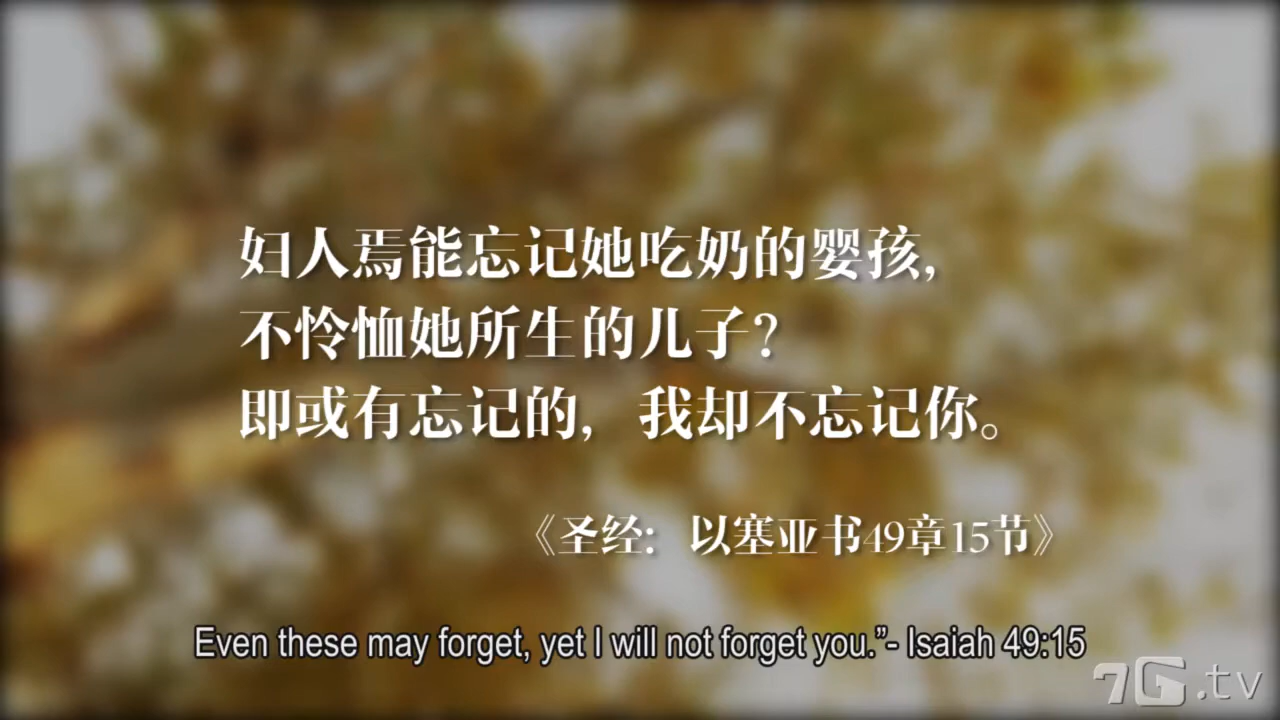 妇人焉能忘记她吃奶的婴孩，
不怜恤她所生的儿子？
即或有忘记的，我却不忘记你。
《圣经：以塞亚书49章15节》
Even these may forget, yet I will not forget you.”- Isaiah 49:15
7G.tv